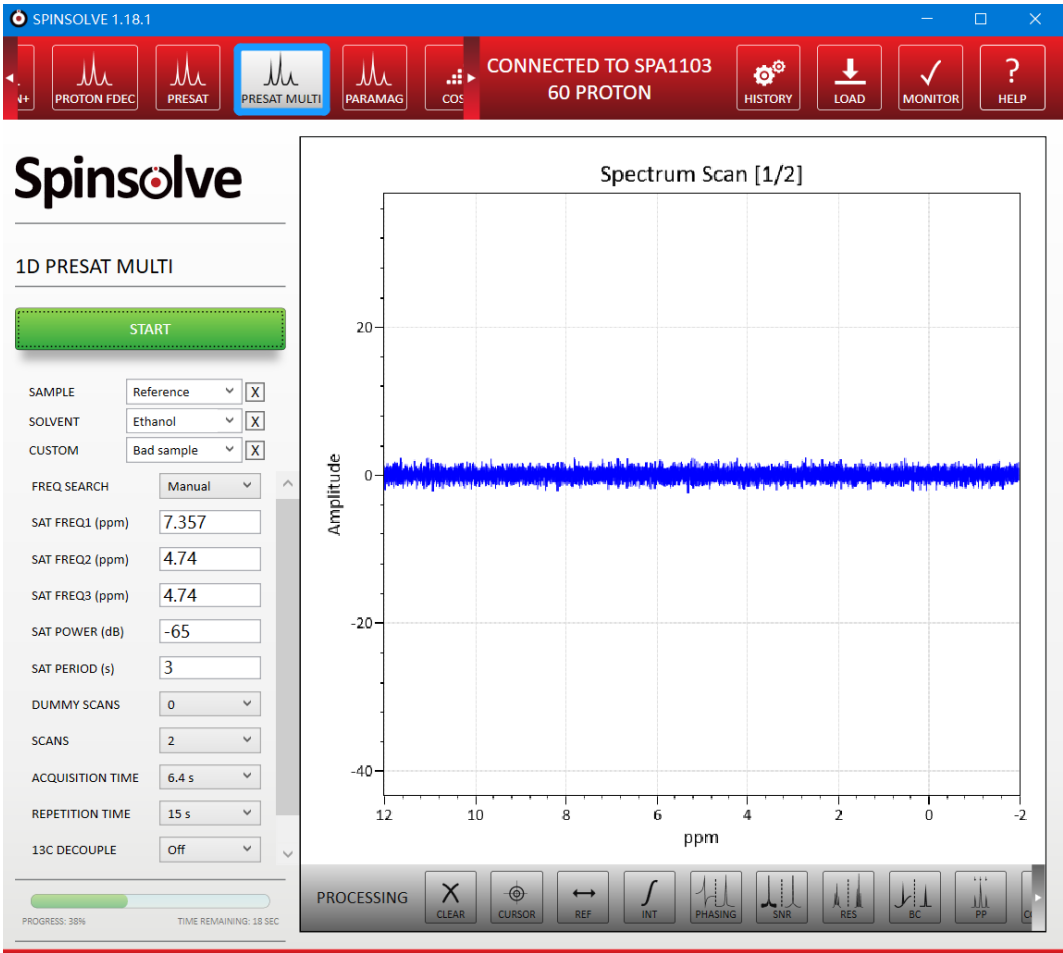 SPINSOLVE 1.18.1
N+
PROTON FDEC
PRESAT
PRESAT MULTI
PARAMAG
COS
CONNECTED TO SPA1103
60 PROTON
HISTORY
LOAD
MONITOR
?
HELP
Spinsolve
1D PRESAT MULTI
START
SAMPLE Reference X
SOLVENT Ethanol X
CUSTOM Bad sample X
FREQ SEARCH Manual
SAT FREQ1 (ppm) 7.357
SAT FREQ2 (ppm) 4.74
SAT FREQ3 (ppm) 4.74
SAT POWER (dB) -65
SAT PERIOD (s) 3
DUMMY SCANS 0
SCANS 2
ACQUISITION TIME 6.4 s
REPETITION TIME 15 s
13C DECOUPLE Off
PROGRESS: 38% TIME REMAINING: 18 SEC
Spectrum Scan [1/2]
Amplitude
20
0
-20
-40
12 10 8 6 4 2 0 -2
ppm
PROCESSING
CLEAR
CURSOR
REF
INT
PHASING
SNR
RES
BC
PP